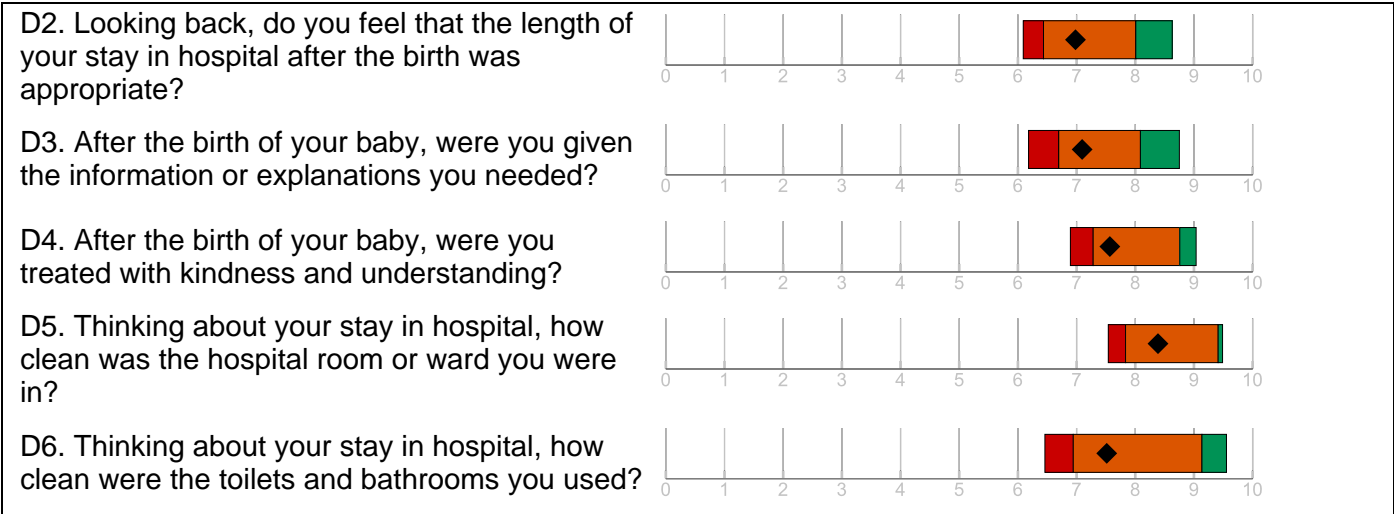 D2. Looking back, do you feel that the length of
your stay in hospital after the birth was
appropriate?
0 1 2 3 4 5 6 7 8 9 10
D3. After the birth of your baby, were you given
the information or explanations you needed?
0 1 2 3 4 5 6 7 8 9 10
D4. After the birth of your baby, were you
treated with kindness and understanding?
0 1 2 3 4 5 6 7 8 9 10
D5. Thinking about your stay in hospital, how
clean was the hospital room or ward you were
in?
0 1 2 3 4 5 6 7 8 9 10
D6. Thinking about your stay in hospital, how
clean were the toilets and bathrooms you used?
0 1 2 3 4 5 6 7 8 9 10